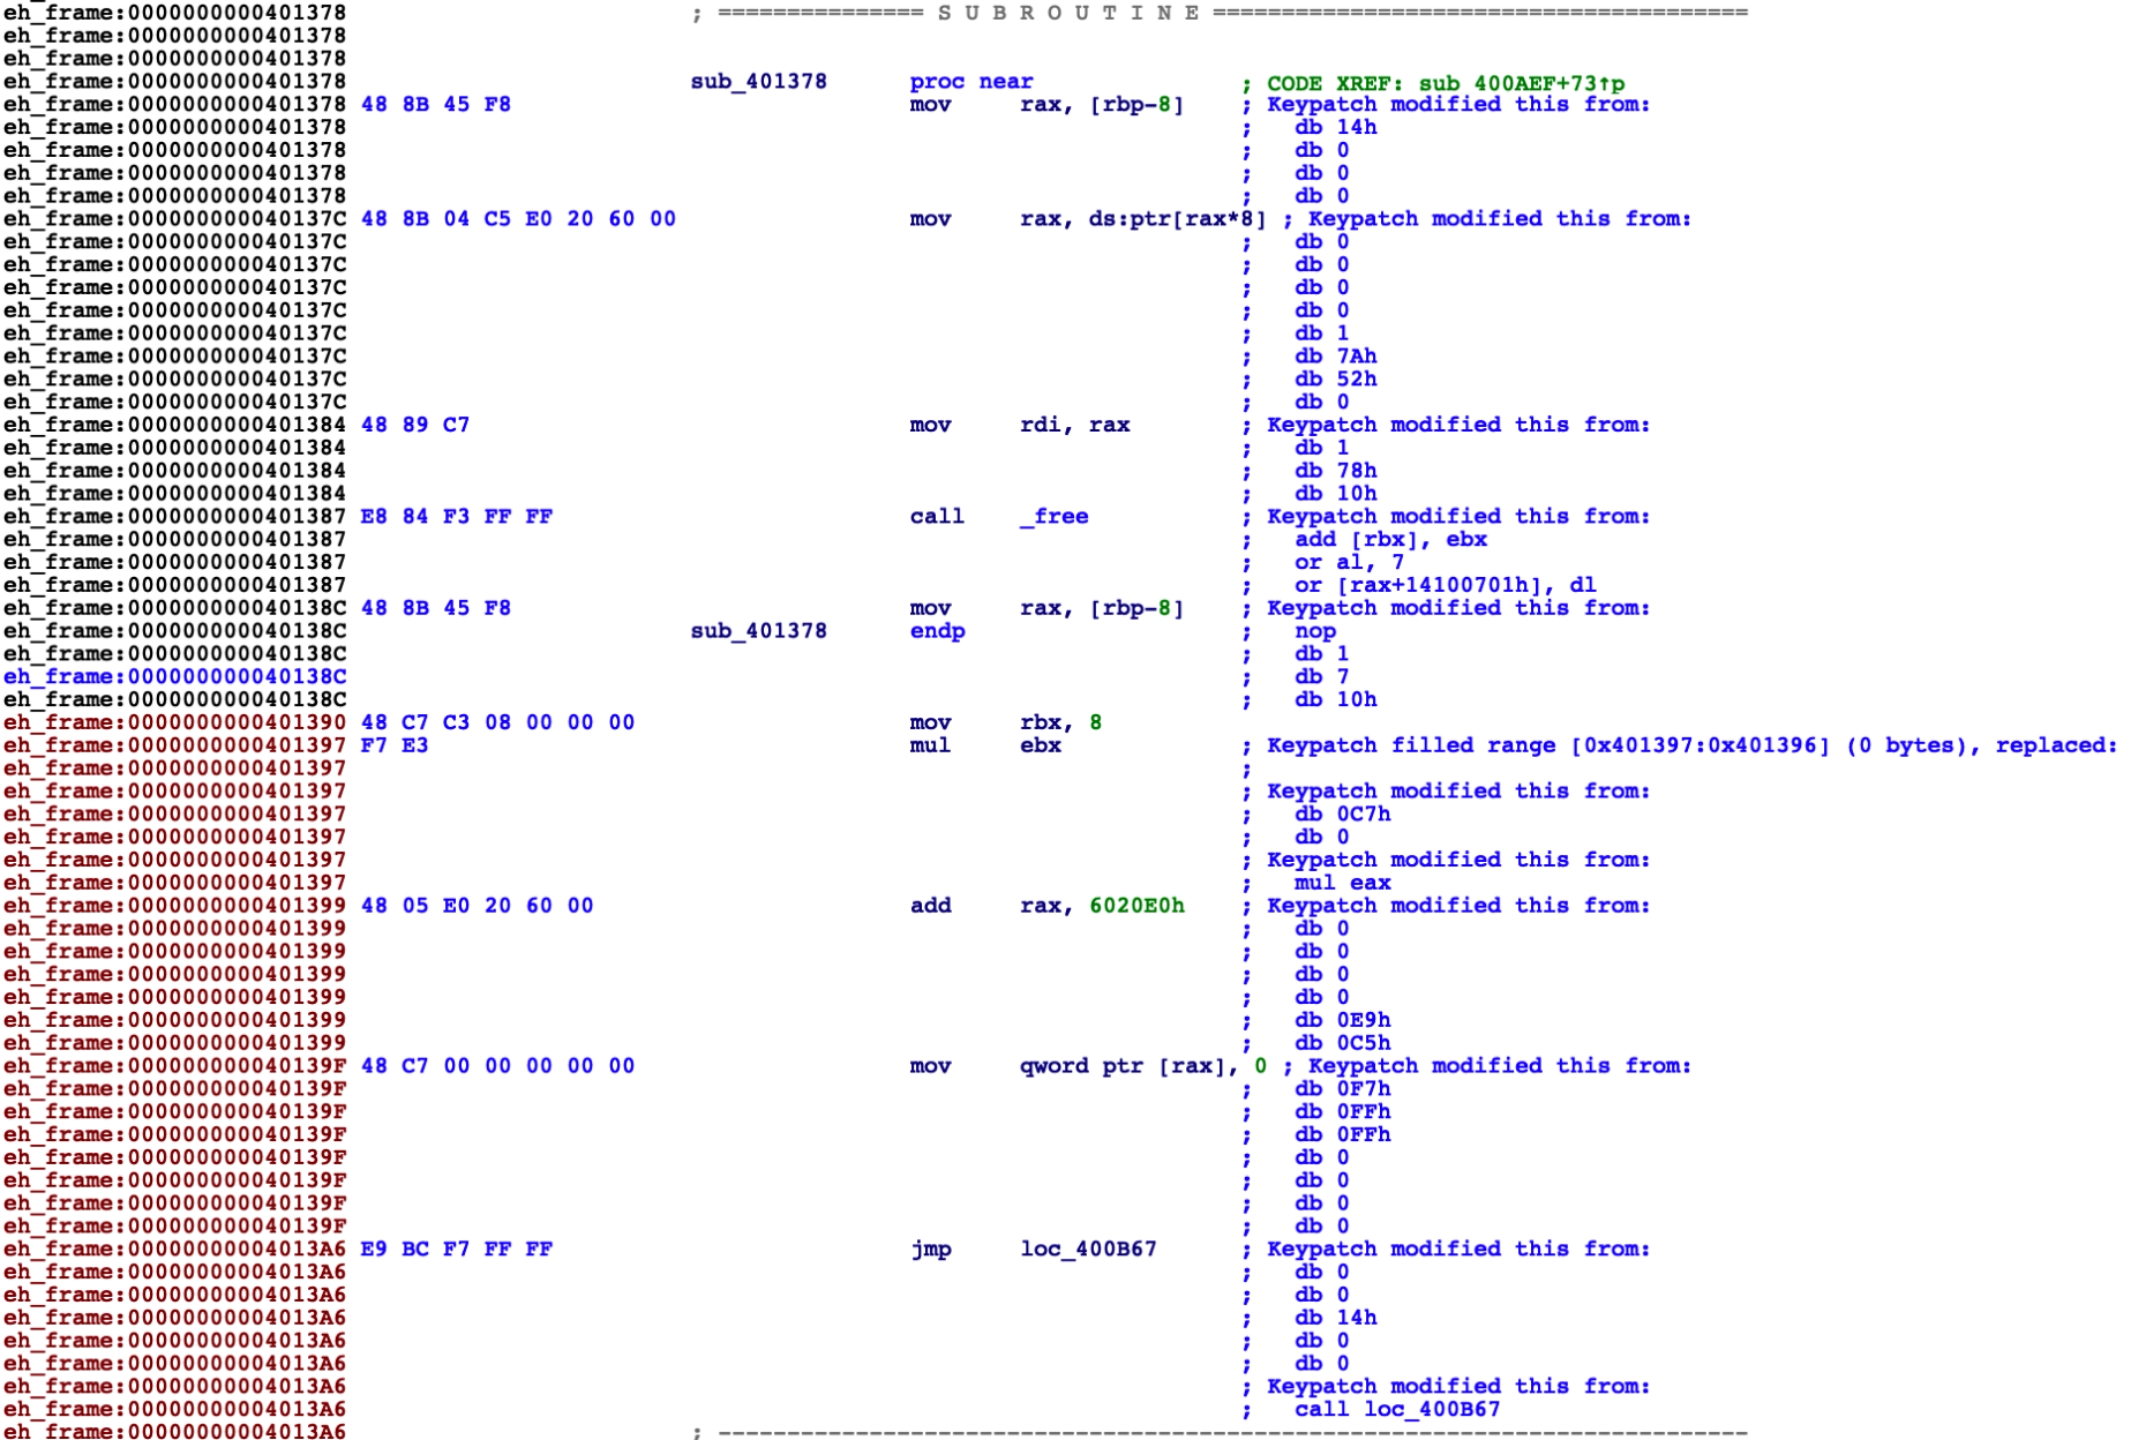 eh_frame:0000000000401378 ; =============== S U B R O U T I N E =======================================
eh_frame:0000000000401378
eh_frame:0000000000401378
eh_frame:0000000000401378 sub_401378 proc near ; CODE XREF: sub_400AEF+73↑p
eh_frame:0000000000401378 48 8B 45 F8 mov rax, [rbp-8] ; Keypatch modified this from:
eh_frame:0000000000401378 ; db 14h
eh_frame:0000000000401378 ; db 0
eh_frame:0000000000401378 ; db 0
eh_frame:0000000000401378 ; db 0
eh_frame:000000000040137C 48 8B 04 C5 E0 20 60 00 mov rax, ds:ptr[rax*8] ; Keypatch modified this from:
eh_frame:000000000040137C ; db 0
eh_frame:000000000040137C ; db 0
eh_frame:000000000040137C ; db 0
eh_frame:000000000040137C ; db 0
eh_frame:000000000040137C ; db 1
eh_frame:000000000040137C ; db 7Ah
eh_frame:000000000040137C ; db 52h
eh_frame:000000000040137C ; db 0
eh_frame:0000000000401384 48 89 C7 mov rdi, rax ; Keypatch modified this from:
eh_frame:0000000000401384 ; db 1
eh_frame:0000000000401384 ; db 78h
eh_frame:0000000000401384 ; db 10h
eh_frame:0000000000401387 E8 84 F3 FF FF call _free ; Keypatch modified this from:
eh_frame:0000000000401387 ; add [rbx], ebx
eh_frame:0000000000401387 ; or al, 7
eh_frame:0000000000401387 ; or [rax+14100701h], dl
eh_frame:000000000040138C 48 8B 45 F8 mov rax, [rbp-8] ; Keypatch modified this from:
eh_frame:000000000040138C sub_401378 endp ; nop
eh_frame:000000000040138C ; db 1
eh_frame:000000000040138C ; db 7
eh_frame:000000000040138C ; db 10h
eh_frame:0000000000401390 48 C7 C3 08 00 00 00 mov rbx, 8
eh_frame:0000000000401397 F7 E3 mul ebx ; Keypatch filled range [0x401397:0x401396] (0 bytes), replaced:
eh_frame:0000000000401397 ;
eh_frame:0000000000401397 ; Keypatch modified this from:
eh_frame:0000000000401397 ; db 0C7h
eh_frame:0000000000401397 ; db 0
eh_frame:0000000000401397 ; Keypatch modified this from:
eh_frame:0000000000401397 ; mul eax
eh_frame:0000000000401399 48 05 E0 20 60 00 add rax, 6020E0h ; Keypatch modified this from:
eh_frame:0000000000401399 ; db 0
eh_frame:0000000000401399 ; db 0
eh_frame:0000000000401399 ; db 0
eh_frame:0000000000401399 ; db 0
eh_frame:0000000000401399 ; db 0E9h
eh_frame:0000000000401399 ; db 0C5h
eh_frame:000000000040139F 48 C7 00 00 00 00 00 mov qword ptr [rax], 0 ; Keypatch modified this from:
eh_frame:000000000040139F ; db 0F7h
eh_frame:000000000040139F ; db 0FFh
eh_frame:000000000040139F ; db 0FFh
eh_frame:000000000040139F ; db 0
eh_frame:000000000040139F ; db 0
eh_frame:000000000040139F ; db 0
eh_frame:000000000040139F ; db 0
eh_frame:00000000004013A6 E9 BC F7 FF FF jmp loc_400B67 ; Keypatch modified this from:
eh_frame:00000000004013A6 ; db 0
eh_frame:00000000004013A6 ; db 0
eh_frame:00000000004013A6 ; db 14h
eh_frame:00000000004013A6 ; db 0
eh_frame:00000000004013A6 ; db 0
eh_frame:00000000004013A6 ; Keypatch modified this from:
eh_frame:00000000004013A6 ; call loc_400B67
eh_frame:00000000004013A6 ; ---------------------------------------------------------------------------